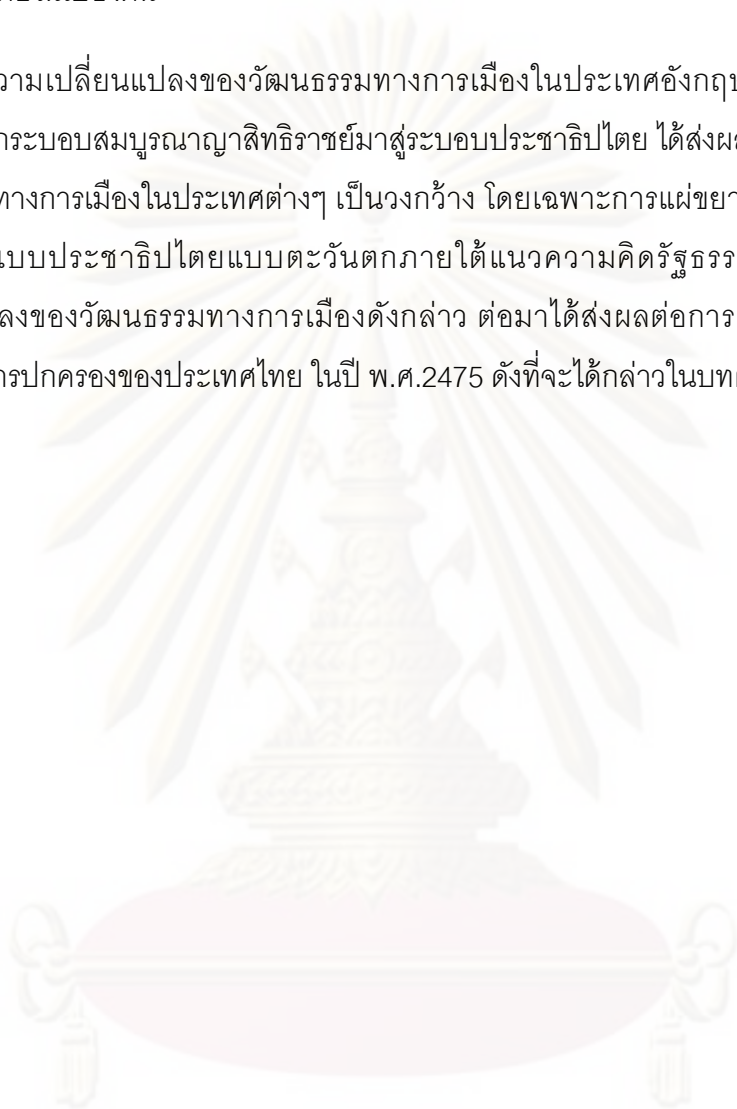 วามเปลี่ยนแปลงของวัฒนธรรมทางการเมืองในประเทศอังกฤษ
ระบอบสมบูรณาญาสิทธิราชย์มาสู่ระบอบประชาธิปไตย ได้ส่งผล
ทางการเมืองในประเทศต่างๆ เป็นวงกว้าง โดยเฉพาะการแผ่ขยา
แบบประชาธิปไตยแบบตะวันตกภายใต้แนวความคิดรัฐธรร
ลงของวัฒนธรรมทางการเมืองดังกล่าว ต่อมาได้ส่งผลต่อการ
ารปกครองของประเทศไทย ในปี พ.ศ.2475 ดังที่จะได้กล่าวในบท